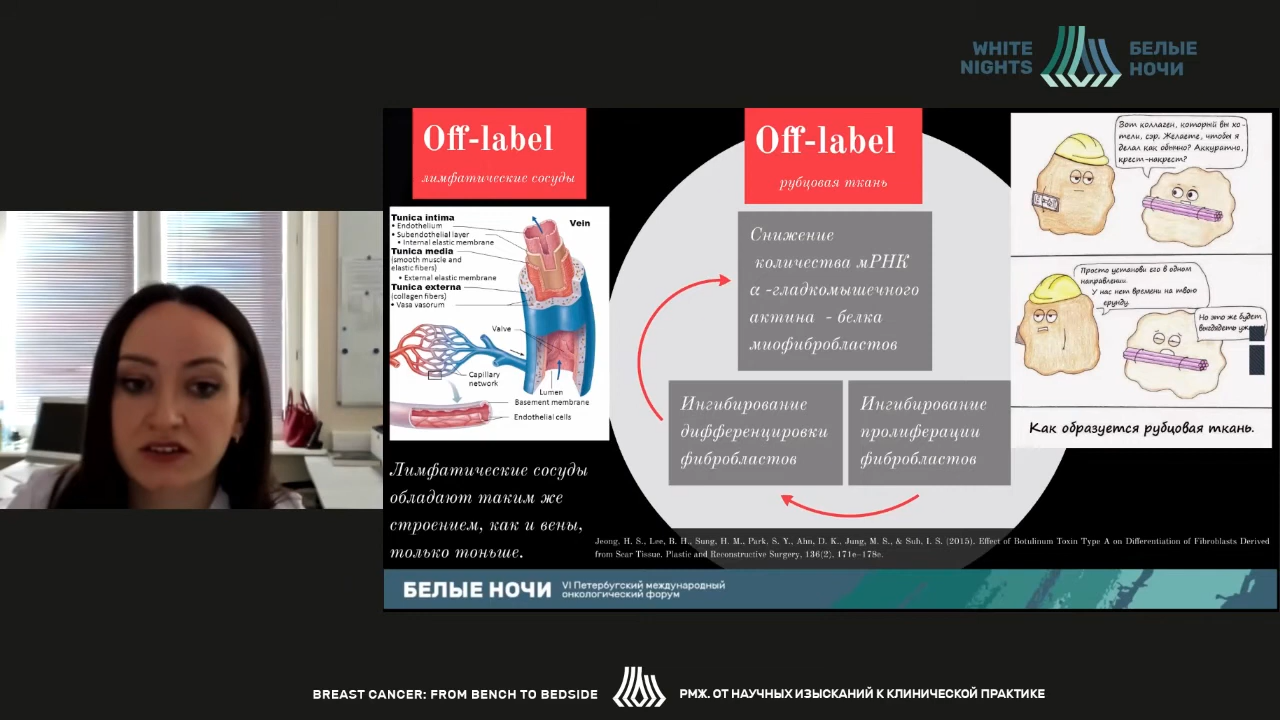 WHITE
NIGHTS
БЕЛЫЕ
НОЧИ
Off-label
лимфатические сосуды
Tunica intima
• Endothelium
• Subendothelial layer
• Internal elastic membrane
Tunica media
(smooth muscle and
elastic fibers)
• External elastic membrane
Tunica externa
(collagen fibers)
• Vasa vasorum
Vein
Valve
Capillary
network
Lumen
Basement membrane
Endothelial cells
Лимфатические сосуды
обладают таким же
строением, как и вены,
только тоньше.
Off-label
рубцовая ткань
Снижение
количества мРНК
α -гладкомышечного
актина - белка
миофибробластов
Ингибирование
дифференцировки
фибробластов
Ингибирование
пролиферации
фибробластов
Вот коллаген, который вы хо-
тели, сэр. Желаете, чтобы я
делал как обычно? Аккуратно,
крест-накрест?
Просто установи его в одном
направлении.
У нас нет времени на твою
ерунду.
Но это же будет
выглядеть
Как образуется рубцовая ткань.
Jeong, H. S., Lee, B. H., Sung, H. M., Park, S. Y., Ahn, D. K., Jung, M. S., & Suh, I. S. (2015). Effect of Botulinum Toxin Type A on Differentiation of Fibroblasts Derived
from Scar Tissue. Plastic and Reconstructive Surgery, 136(2), 171e–178e.
БЕЛЫЕ НОЧИ
VI Петербургский международный
онкологический форум
BREAST CANCER: FROM BENCH TO BEDSIDE
РМЖ. ОТ НАУЧНЫХ ИЗЫСКАНИЙ К КЛИНИЧЕСКОЙ ПРАКТИКЕ